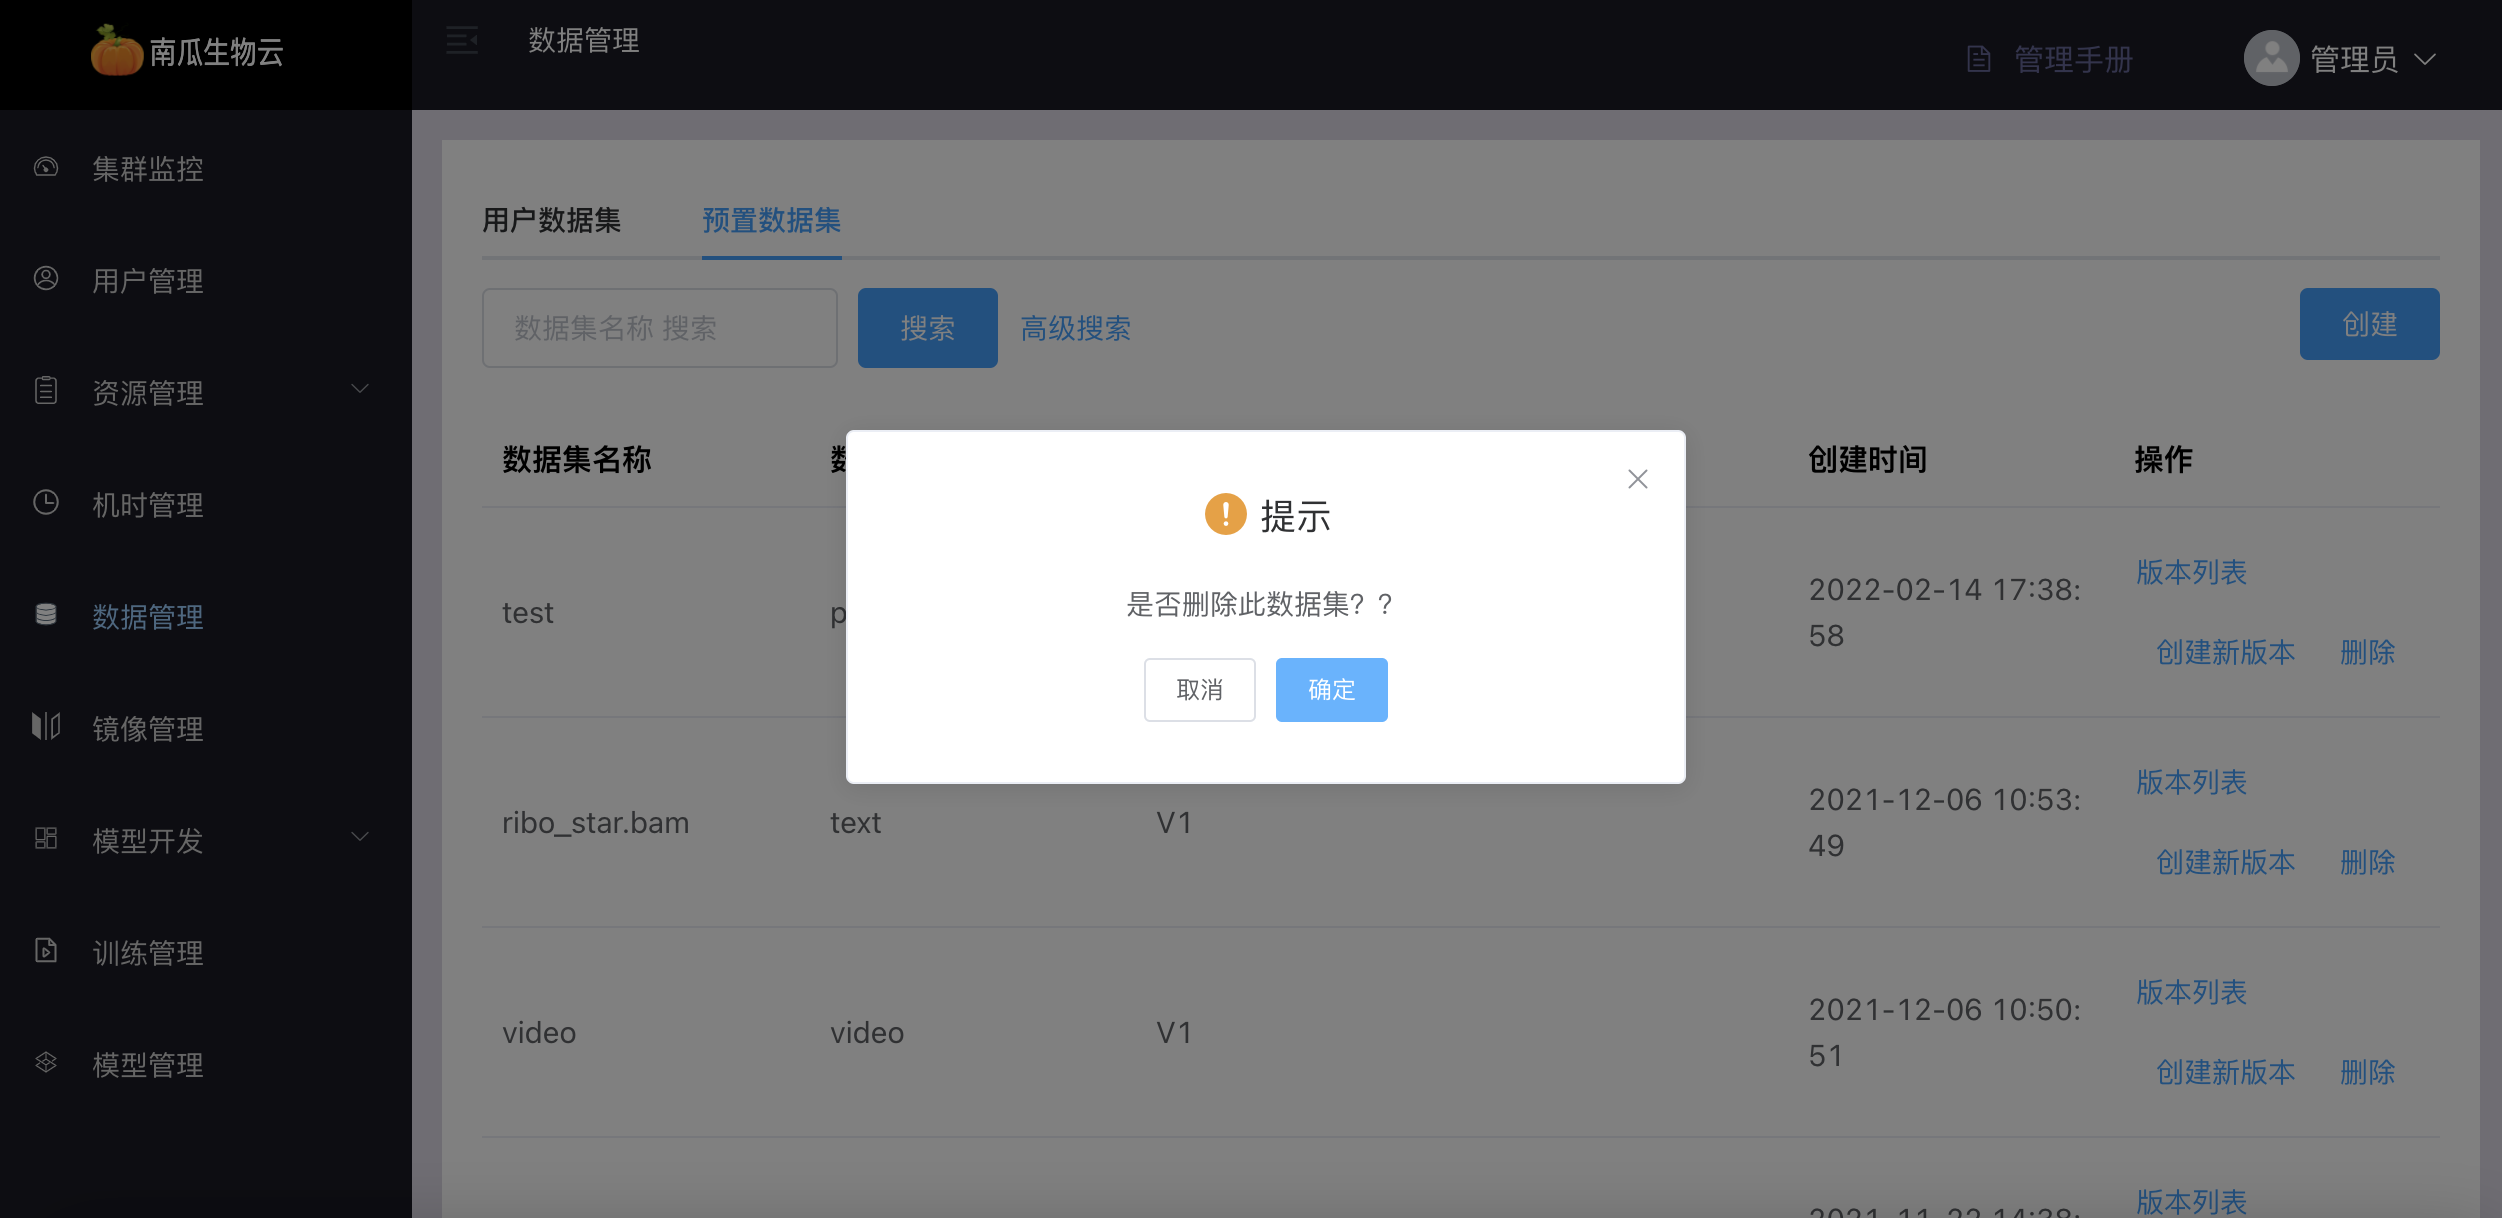 南瓜生物云
数据管理
管理手册
管理员
集群监控
用户管理
资源管理
机时管理
数据管理
镜像管理
模型开发
训练管理
模型管理
用户数据集
预置数据集
数据集名称 搜索
搜索
高级搜索
创建
数据集名称
创建时间
操作
提示
是否删除此数据集？？
取消
确定
test
2022-02-14 17:38:
58
版本列表
创建新版本
删除
ribo_star.bam
text
V1
2021-12-06 10:53:
49
版本列表
创建新版本
删除
video
video
V1
2021-12-06 10:50:
51
版本列表
创建新版本
删除
版本列表